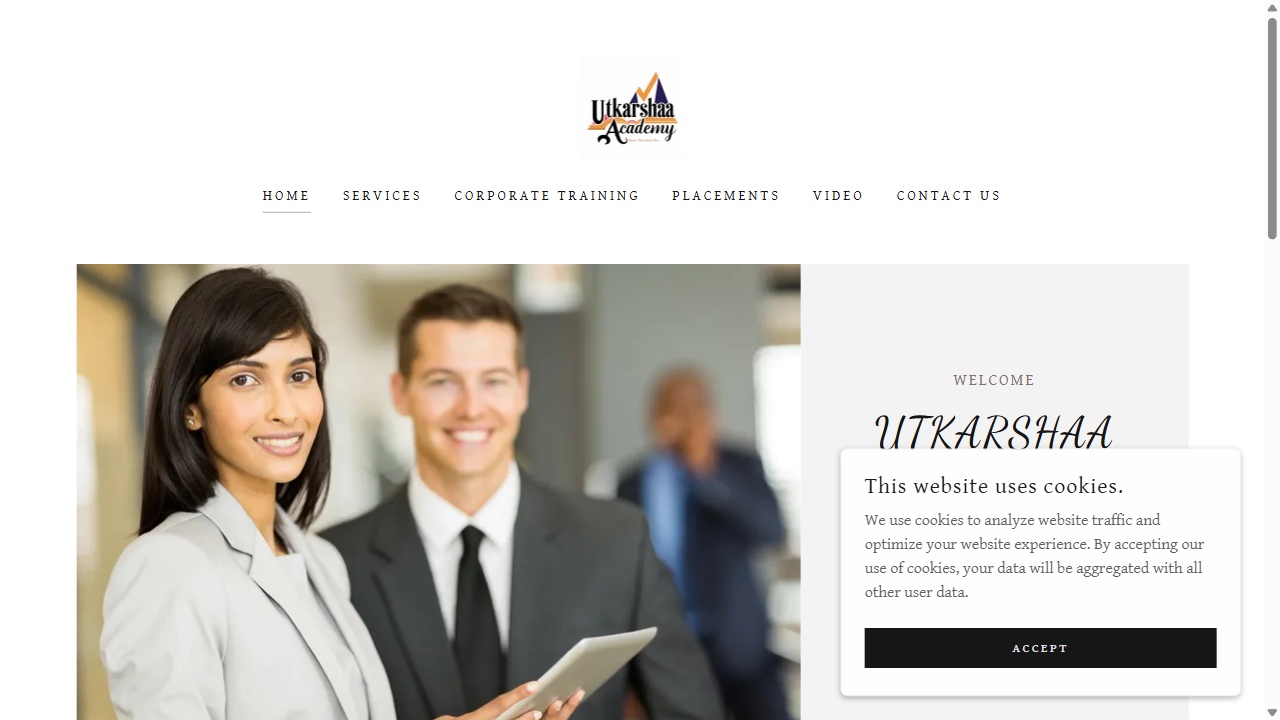 Utkarshaa
Academy
HOME SERVICES CORPORATE TRAINING PLACEMENTS VIDEO CONTACT US
WELCOME
UTKARSHAA
This website uses cookies.
We use cookies to analyze website traffic and
optimize your website experience. By accepting our
use of cookies, your data will be aggregated with all
other user data.
ACCEPT